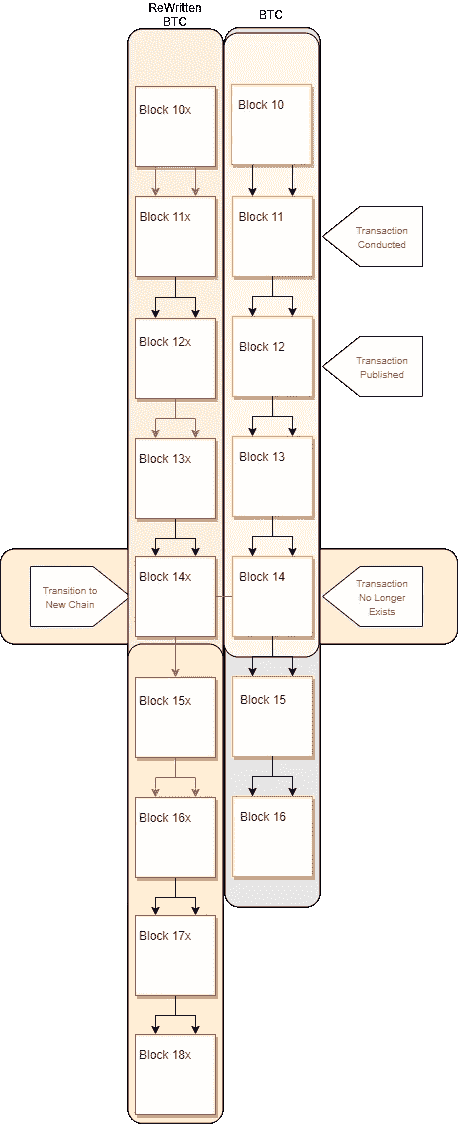 ReWritten
BTC
BTC
Block 10x
Block 10
Block 11x
Block 11
Transaction
Conducted
Block 12x
Block 12
Transaction
Published
Block 13x
Block 13
Transition to
New Chain
Block 14x
Block 14
Transaction
No Longer
Exists
Block 15x
Block 15
Block 16x
Block 16
Block 17x
Block 18x